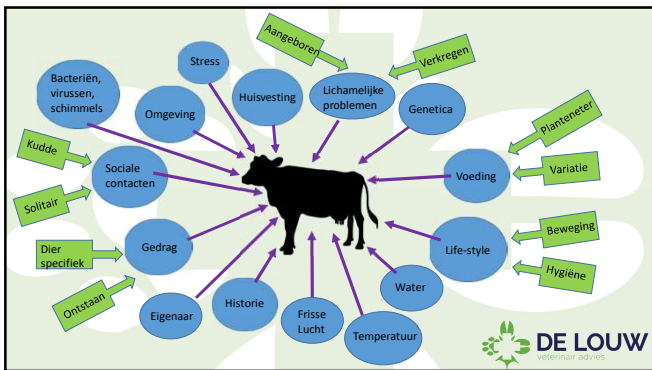 Aangeboren
Verkregen
Stress
Bacteriën,
virussen,
schimmels
Omgeving
Huisvesting
Lichamelijke
problemen
Genetica
Planteneter
Kudde
Sociale
contacten
Voeding
Variatie
Solitair
Beweging
Dier
specifiek
Gedrag
Life-style
Hygiëne
Ontstaan
Eigenaar
Historie
Frisse
Lucht
Temperatuur
Water
DE LOUW
veterinair advies